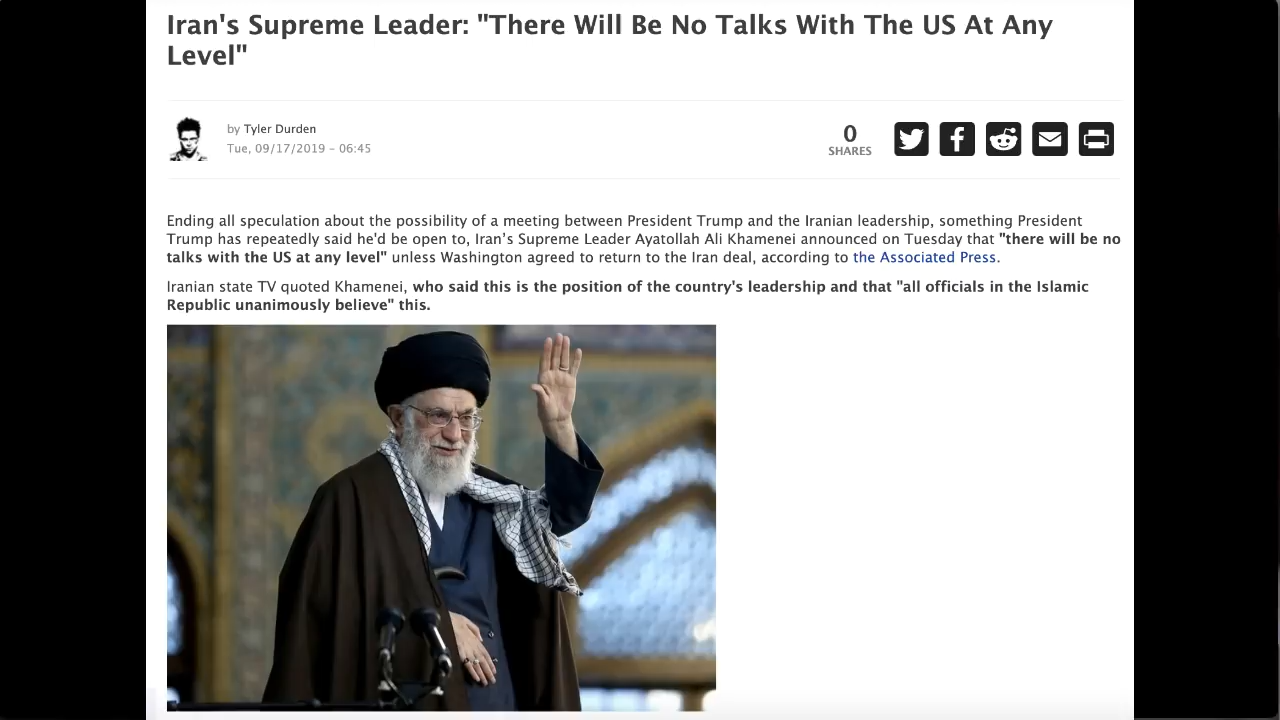 Iran's Supreme Leader: "There Will Be No Talks With The US At Any
Level"
by Tyler Durden
Tue, 09/17/2019 - 06:45
0
SHARES
Ending all speculation about the possibility of a meeting between President Trump and the Iranian leadership, something President
Trump has repeatedly said he'd be open to, Iran’s Supreme Leader Ayatollah Ali Khamenei announced on Tuesday that "there will be no
talks with the US at any level" unless Washington agreed to return to the Iran deal, according to the Associated Press.
Iranian state TV quoted Khamenei, who said this is the position of the country's leadership and that "all officials in the Islamic
Republic unanimously believe" this.